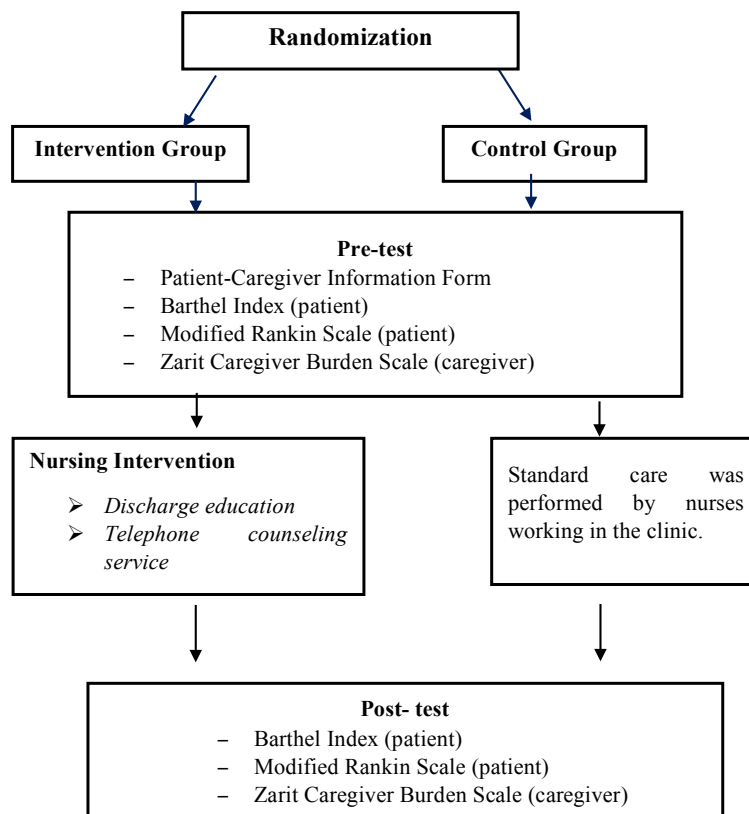 Randomization
Intervention Group
Control Group
Pre-test
– Patient-Caregiver Information Form
– Barthel Index (patient)
– Modified Rankin Scale (patient)
– Zarit Caregiver Burden Scale (caregiver)
Nursing Intervention
➢ Discharge education
➢ Telephone counseling
service
Standard care was
performed by nurses
working in the clinic.
Post- test
– Barthel Index (patient)
– Modified Rankin Scale (patient)
– Zarit Caregiver Burden Scale (caregiver)